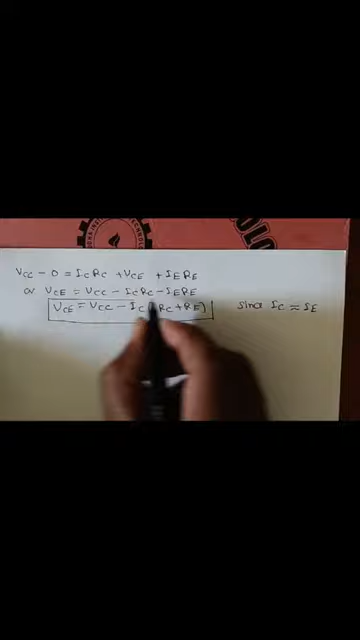 VCC - 0 = ICRC + VCE + IERE
or VCE = VCC - ICRC - IERE
VCE = VCC - IC(RC + RE) since IC ≈ IE